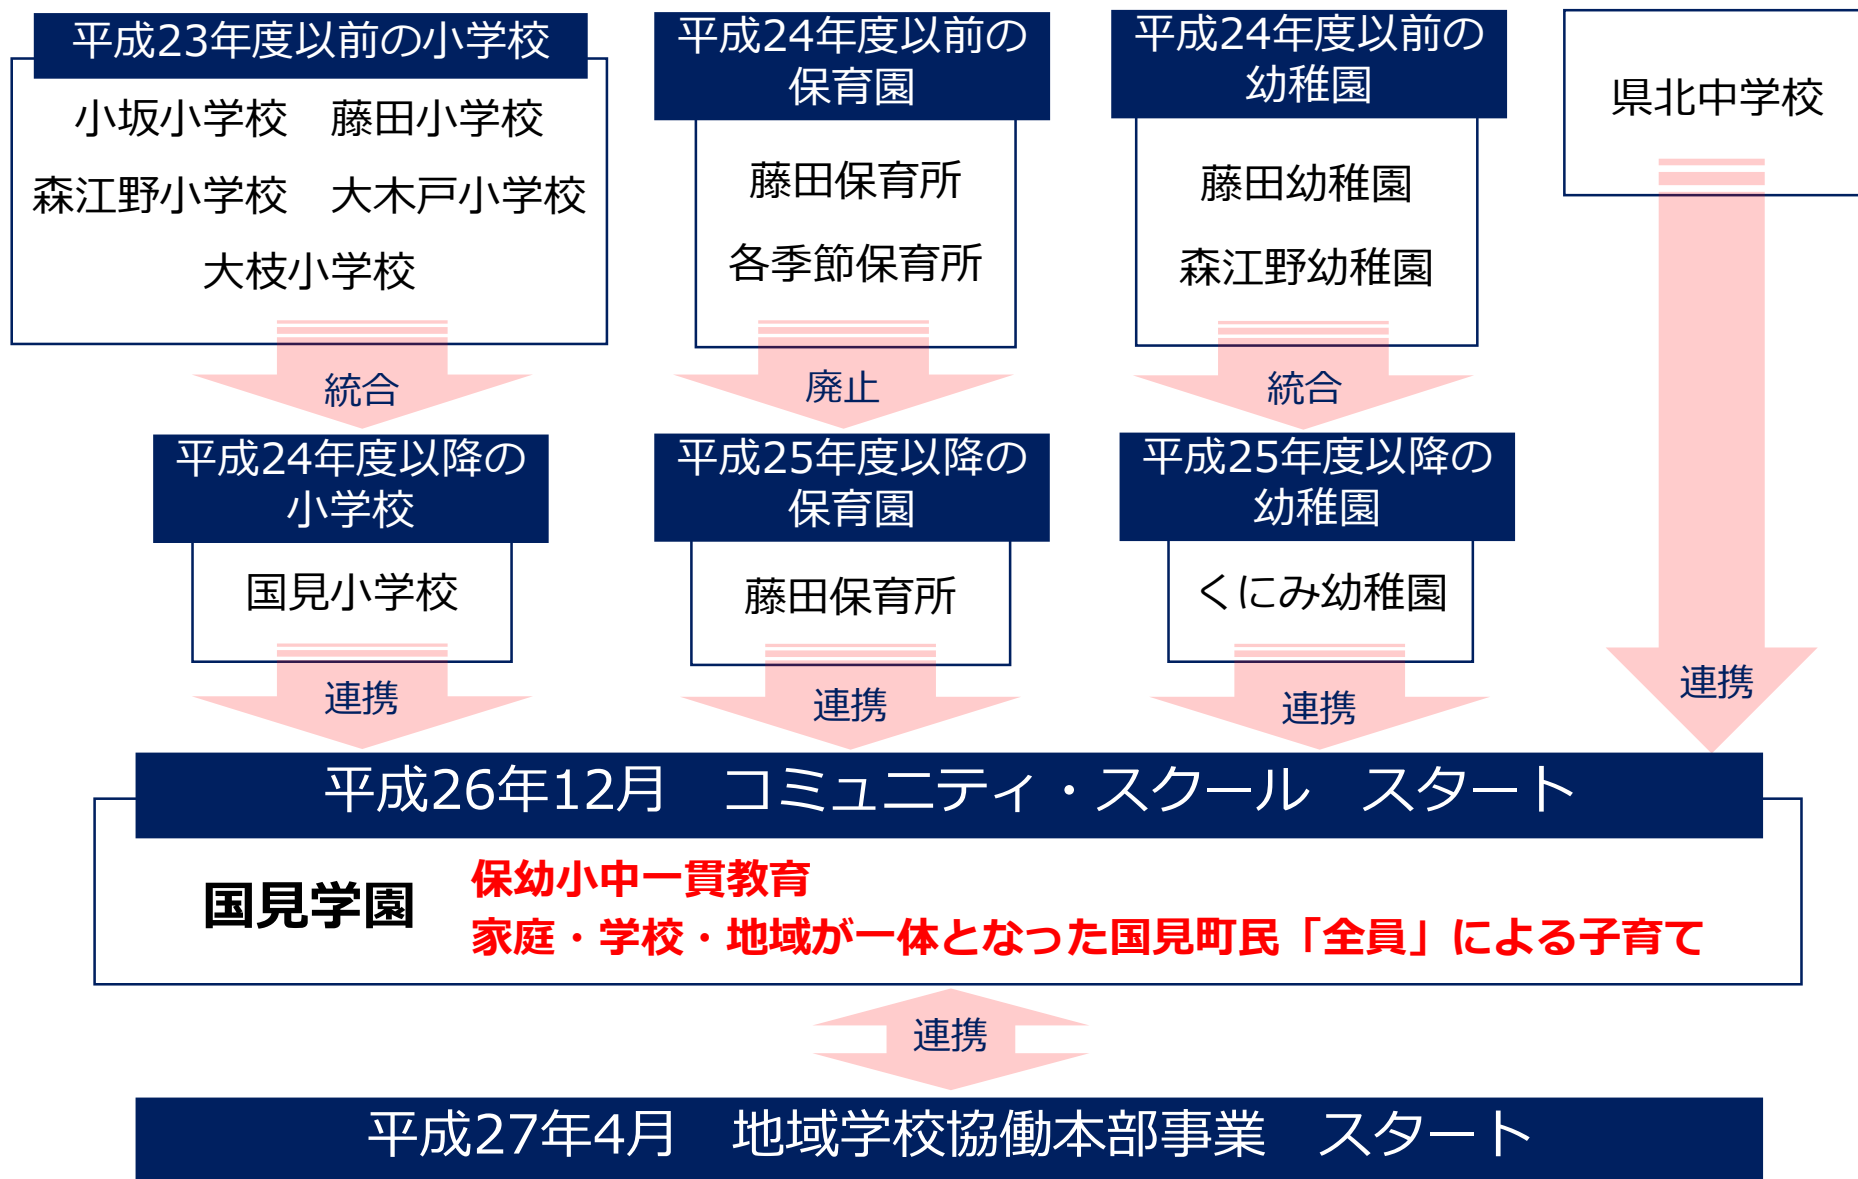 平成23年度以前の小学校
小坂小学校　藤田小学校
森江野小学校　大木戸小学校
大枝小学校
統合
平成24年度以降の
小学校
国見小学校
連携
平成24年度以前の
保育園
藤田保育所
各季節保育所
廃止
平成25年度以降の
保育園
藤田保育所
連携
平成24年度以前の
幼稚園
藤田幼稚園
森江野幼稚園
統合
平成25年度以降の
幼稚園
くにみ幼稚園
連携
県北中学校
連携
平成26年12月　コミュニティ・スクール　スタート
国見学園
保幼小中一貫教育
家庭・学校・地域が一体となった国見町民「全員」による子育て
連携
平成27年4月　地域学校協働本部事業　スタート